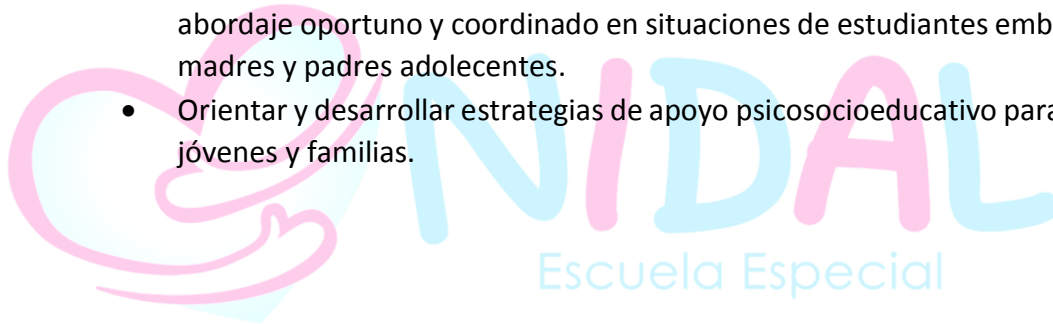 abordaje oportuno y coordinado en situaciones de estudiantes emb
madres y padres adolecentes.
• Orientar y desarrollar estrategias de apoyo psicosocioeducativo para
jóvenes y familias.
NIDAL
Escuela Especial